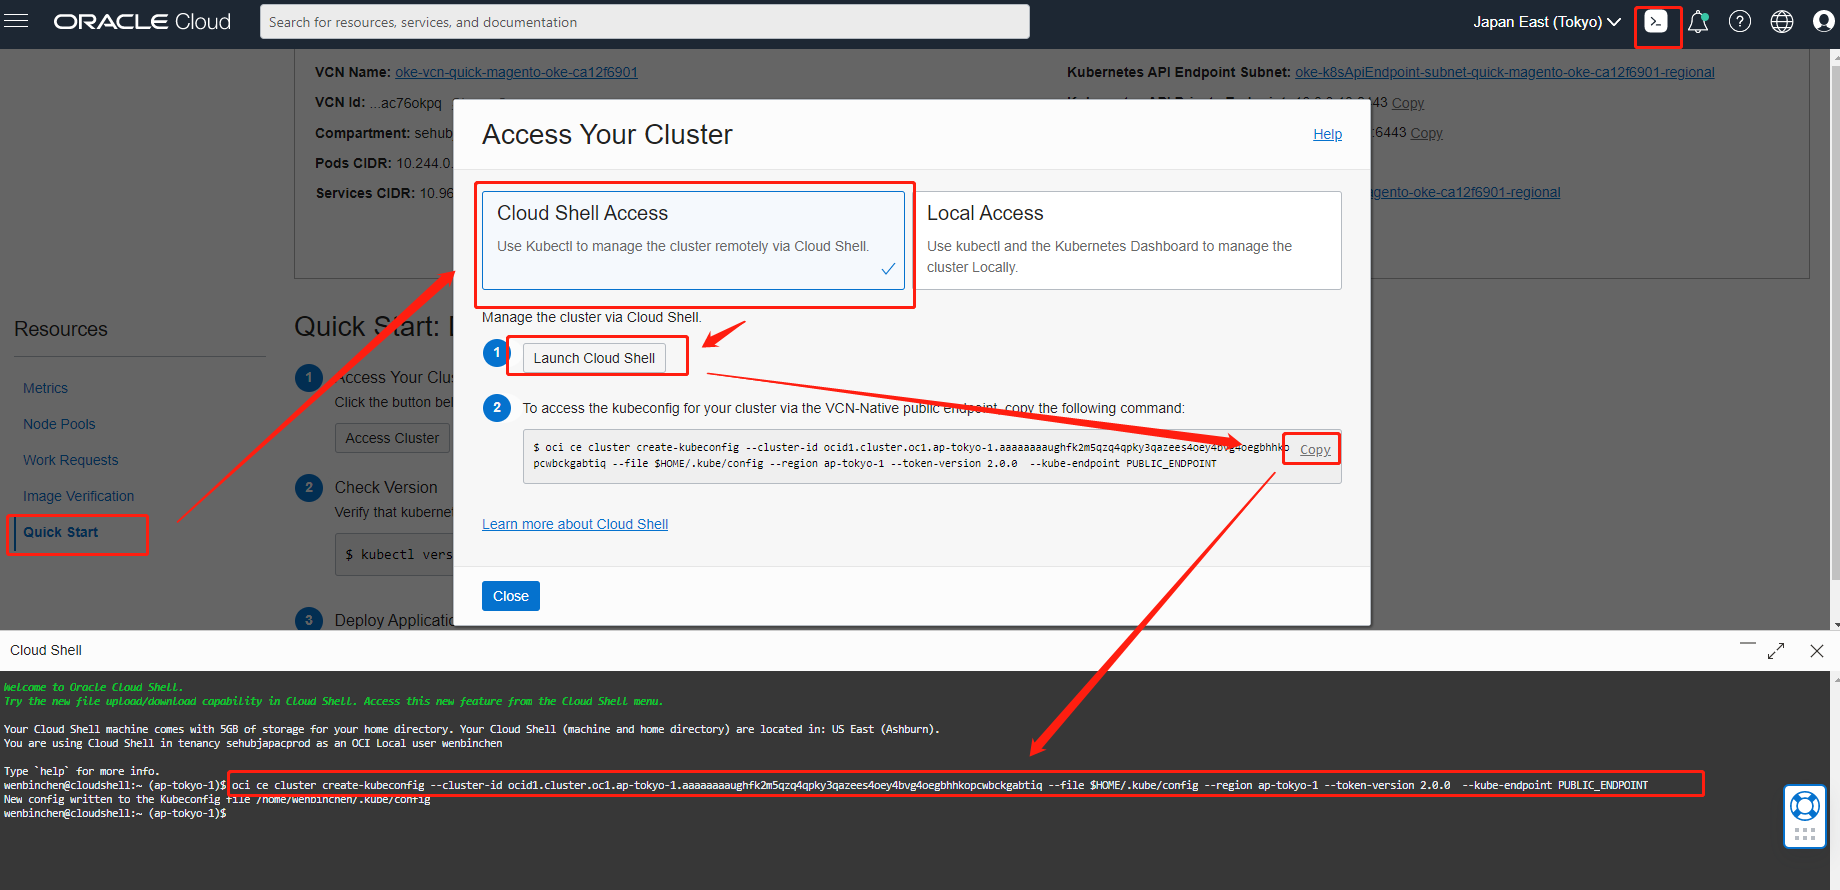 ORACLE Cloud
Search for resources, services, and documentation
Japan East (Tokyo)
VCN Name: oke-vcn-quick-magento-oke-ca12f6901
VCN Id: ...ac76okpq
Compartment: sehub
Pods CIDR: 10.244.0.
Services CIDR: 10.96
Kubernetes API Endpoint Subnet: oke-k8sApiEndpoint-subnet-quick-magento-oke-ca12f6901-regional
443 Copy
:6443 Copy
agento-oke-ca12f6901-regional
Resources
Metrics
Node Pools
Work Requests
Image Verification
Quick Start
Quick Start:
1
Access Your Clu
Click the button be
Access Cluster
2
Check Version
Verify that kuberne
$ kubectl vers
3
Deploy Applicatio
Access Your Cluster
Help
Cloud Shell Access
Use Kubectl to manage the cluster remotely via Cloud Shell.
Local Access
Use kubectl and the Kubernetes Dashboard to manage the
cluster Locally.
Manage the cluster via Cloud Shell.
1
Launch Cloud Shell
2
To access the kubeconfig for your cluster via the VCN-Native public endpoint, copy the following command:
$ oci ce cluster create-kubeconfig --cluster-id ocid1.cluster.oc1.ap-tokyo-1.aaaaaaaaughfk2m5qzq4qpky3qazees4oey4bvg4oegbhhko
pcwbckgabtiq --file $HOME/.kube/config --region ap-tokyo-1 --token-version 2.0.0  --kube-endpoint PUBLIC_ENDPOINT
Copy
Learn more about Cloud Shell
Close
Cloud Shell
Welcome to Oracle Cloud Shell.
Try the new file upload/download capability in Cloud Shell. Access this new feature from the Cloud Shell menu.
Your Cloud Shell machine comes with 5GB of storage for your home directory. Your Cloud Shell (machine and home directory) are located in: US East (Ashburn).
You are using Cloud Shell in tenancy sehubjapacprod as an OCI Local user wenbinchen
Type `help` for more info.
wenbinchen@cloudshell:~ (ap-tokyo-1)$ oci ce cluster create-kubeconfig --cluster-id ocid1.cluster.oc1.ap-tokyo-1.aaaaaaaaughfk2m5qzq4qpky3qazees4oey4bvg4oegbhhkopcwbckgabtiq --file $HOME/.kube/config --region ap-tokyo-1 --token-version 2.0.0  --kube-endpoint PUBLIC_ENDPOINT
New config written to the Kubeconfig file /home/wenbinchen/.kube/config
wenbinchen@cloudshell:~ (ap-tokyo-1)$